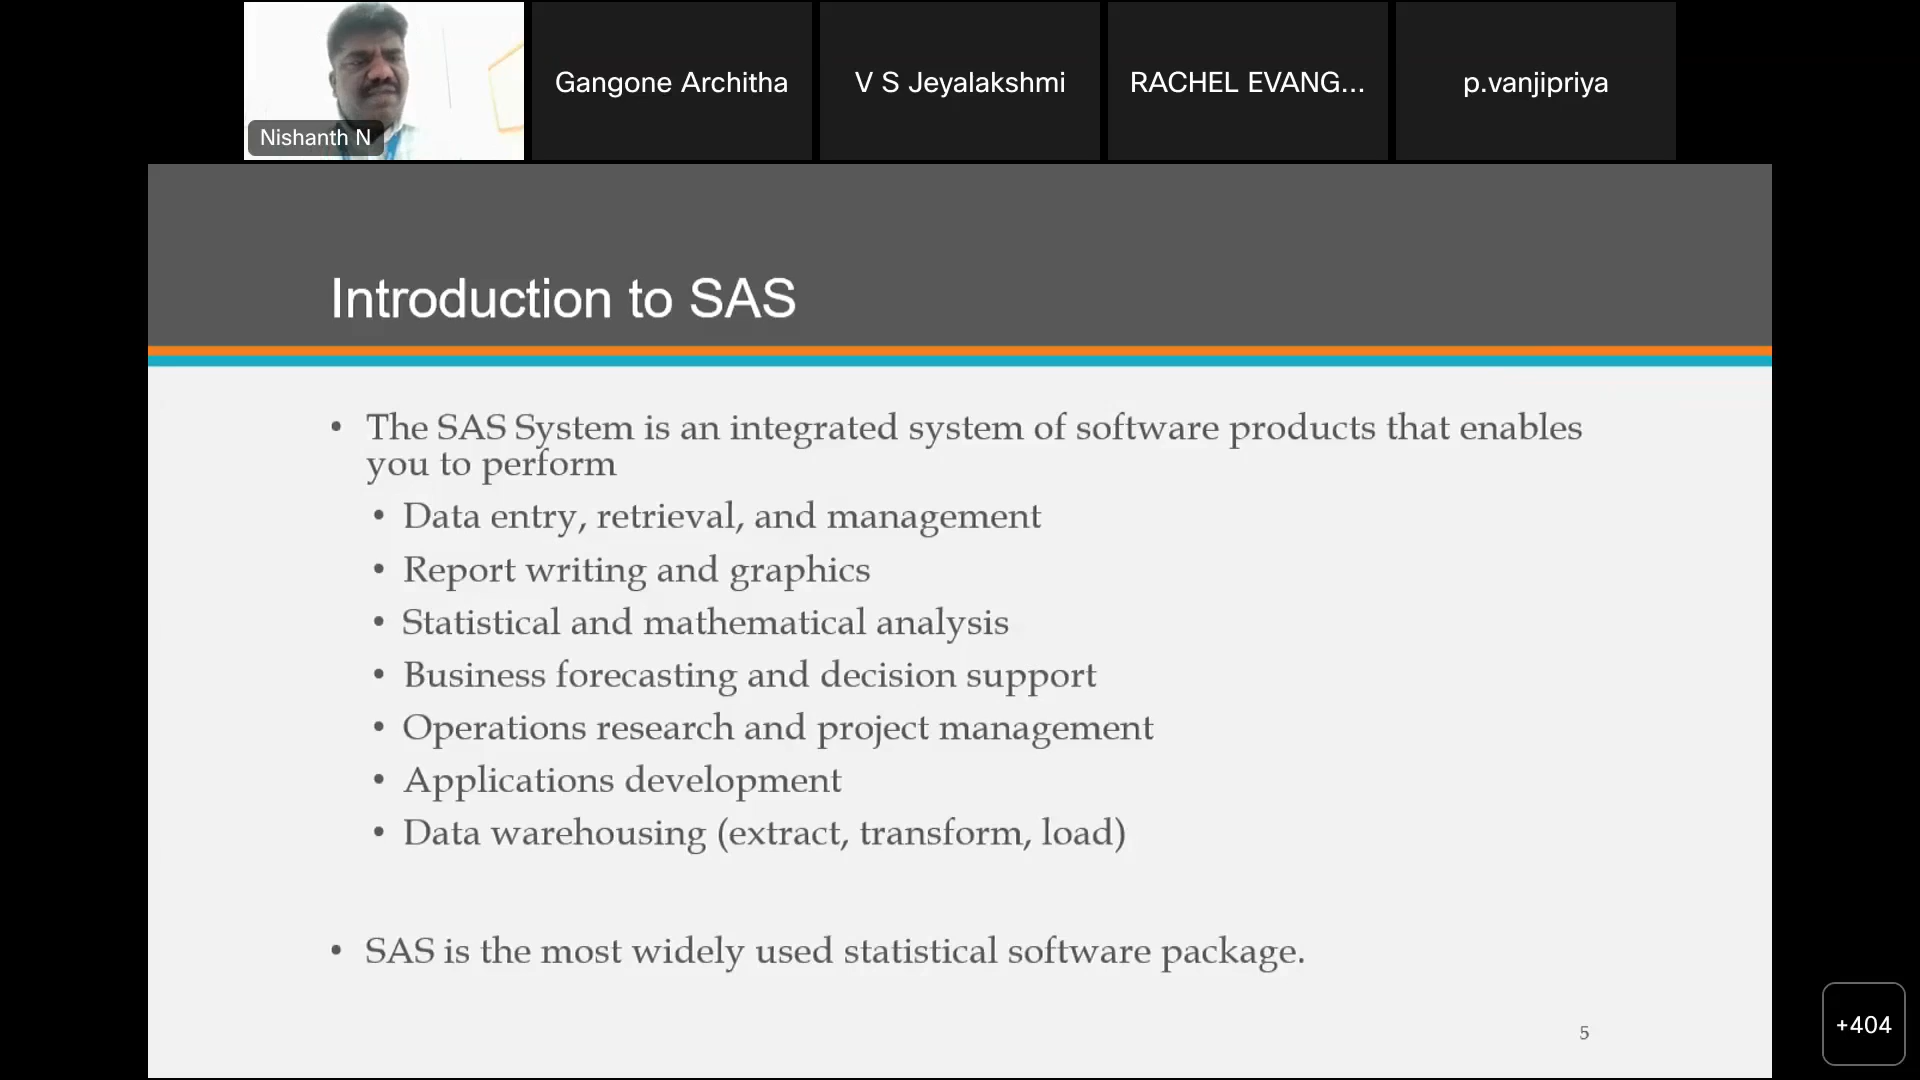 Nishanth N
Gangone Architha
V S Jeyalakshmi
RACHEL EVANG...
p.vanjipriya
Introduction to SAS
• The SAS System is an integrated system of software products that enables
you to perform
• Data entry, retrieval, and management
• Report writing and graphics
• Statistical and mathematical analysis
• Business forecasting and decision support
• Operations research and project management
• Applications development
• Data warehousing (extract, transform, load)
• SAS is the most widely used statistical software package.
5
+404